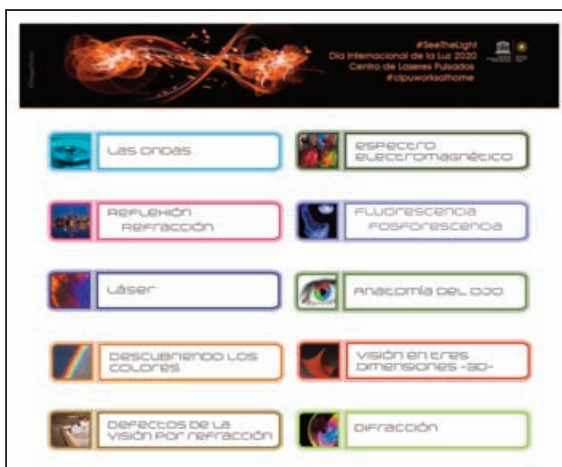 #SeeTheLight
Día Internacional de la Luz 2020
Centro de Laseres Pulsados
#clpuworksathome
LAS ONDAS
ESPECTRO
ELECTROMAGNÉTICO
REFLEXIÓN
REFRACCIÓN
FLUORESCENCIA
FOSFORESCENCIA
LÁSER
ANATOMÍA DEL OJO
DESCUBRIENDO LOS
COLORES
VISIÓN EN TRES
DIMENSIONES -3D-
DEFECTOS DE LA
VISIÓN POR REFRACCIÓN
DIFRACCIÓN